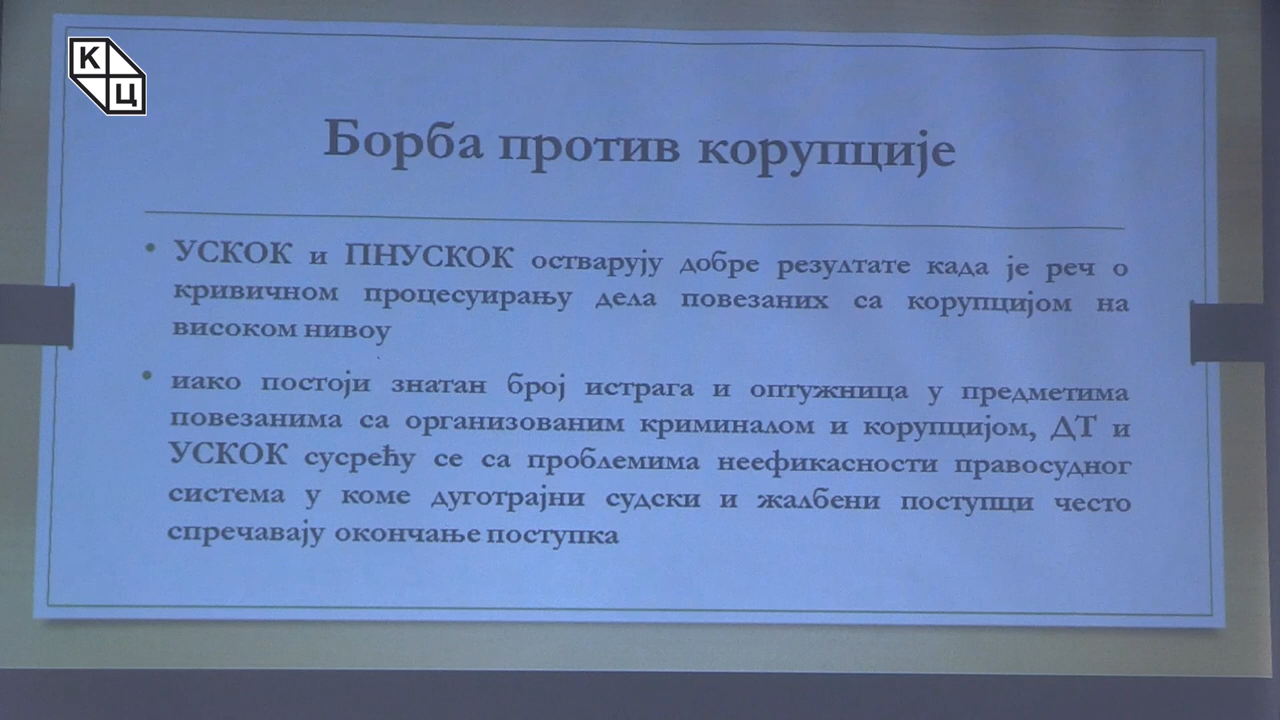 К
Ц
Борба против корупције
• УСКОК и ПНУСКОК остварују добре резултате када је реч о
кривичном процесуирању дела повезаних са корупцијом на
високом нивоу
• иако постоји знатан број истрага и оптужница у предметима
повезанима са организованим криминалом и корупцијом, ДТ и
УСКОК сусрећу се са проблемима неефикасности правосудног
система у коме дуготрајни судски и жалбени поступци често
спречавају окончање поступка